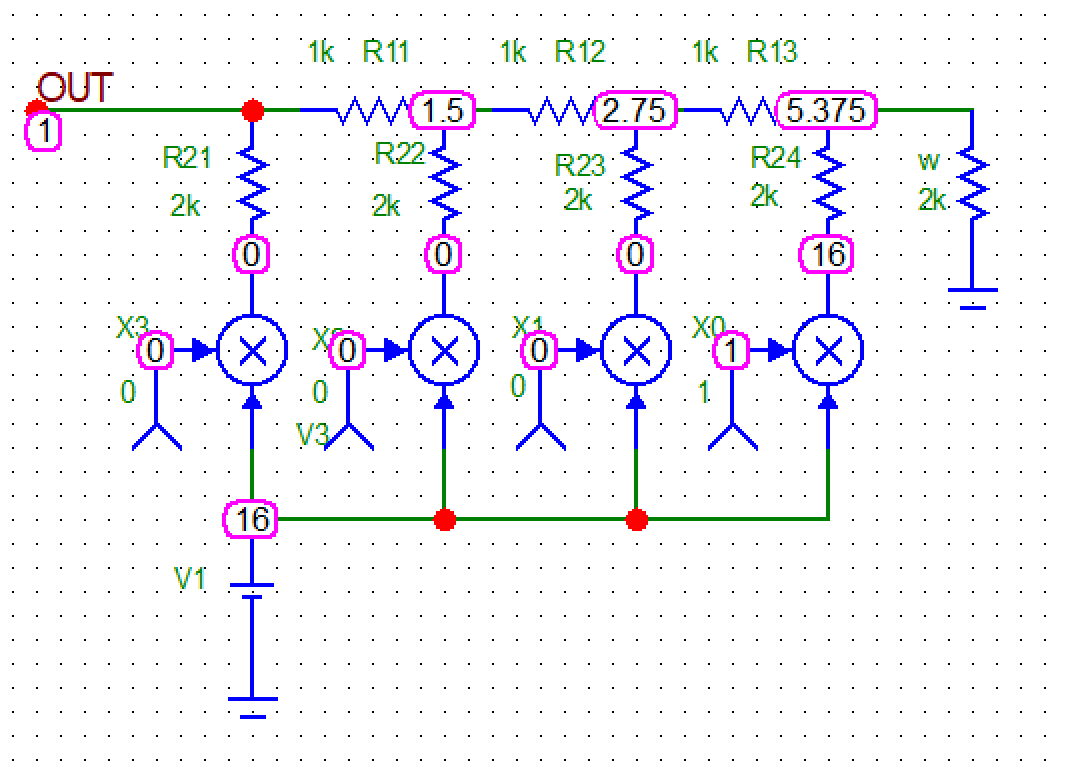 1k R11 1k R12 1k R13
OUT
1 1.5 2.75 5.375
R21 R22 R23 R24 w
2k 2k 2k 2k 2k
0 0 0 16
X3 X1 X0
0 0 0 1
0 0 0 1
V3
16
V1